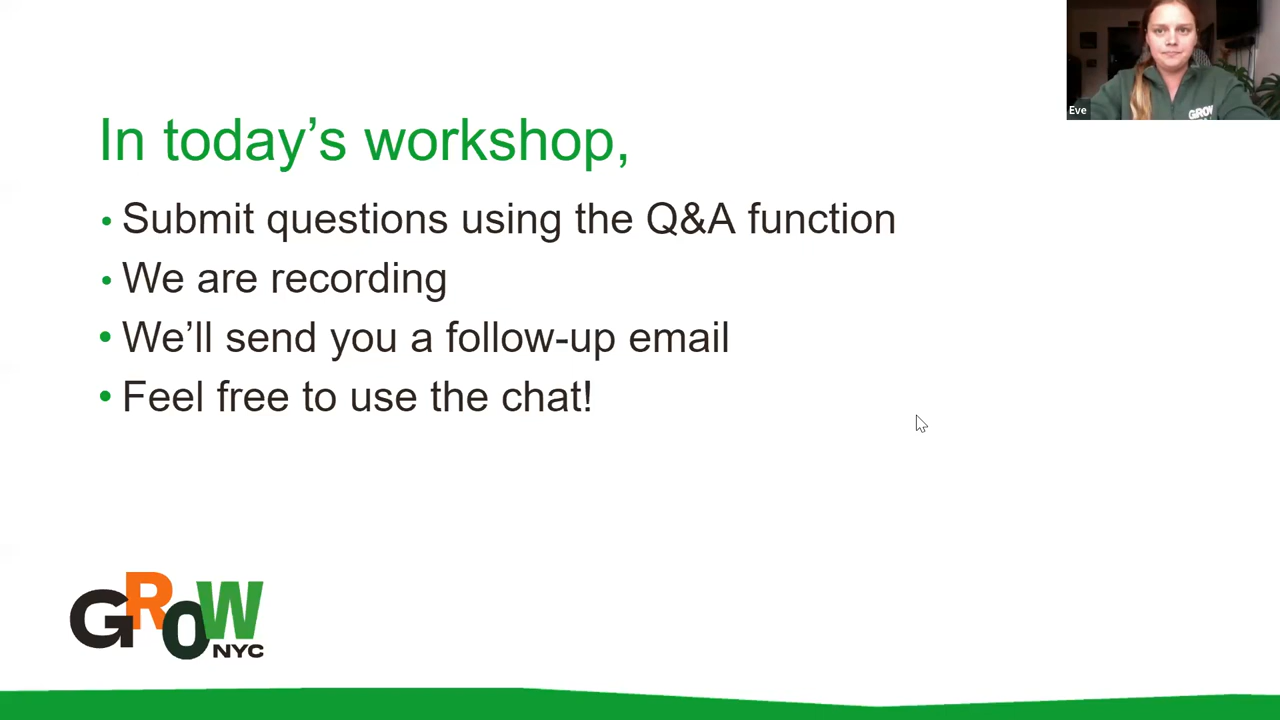 In today’s workshop,
• Submit questions using the Q&A function
• We are recording
• We’ll send you a follow-up email
• Feel free to use the chat!
Eve
GROW
GROW
NYC